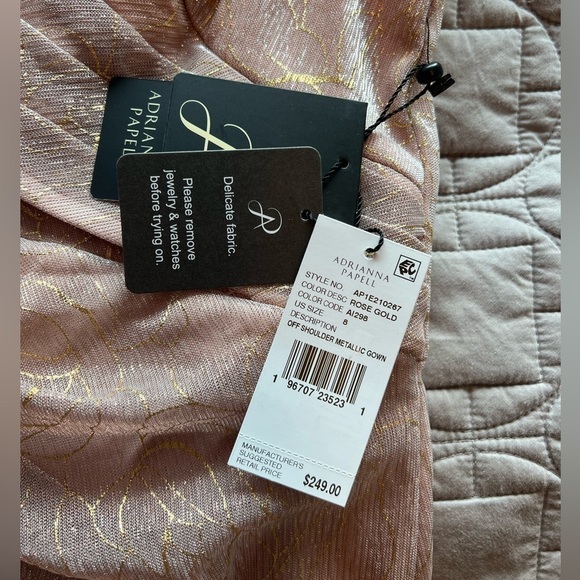 ADRIANNA
PAPELL
Delicate fabric.
Please remove
jewelry & watches
before trying on.
ADRIANNA
PAPELL
STYLE NO. AP1E210267
COLOR DESC ROSE GOLD
COLOR CODE AI298
US SIZE 8
DESCRIPTION
OFF SHOULDER METALLIC GOWN
1 96707 23523 1
MANUFACTURER'S
SUGGESTED
RETAIL PRICE $249.00